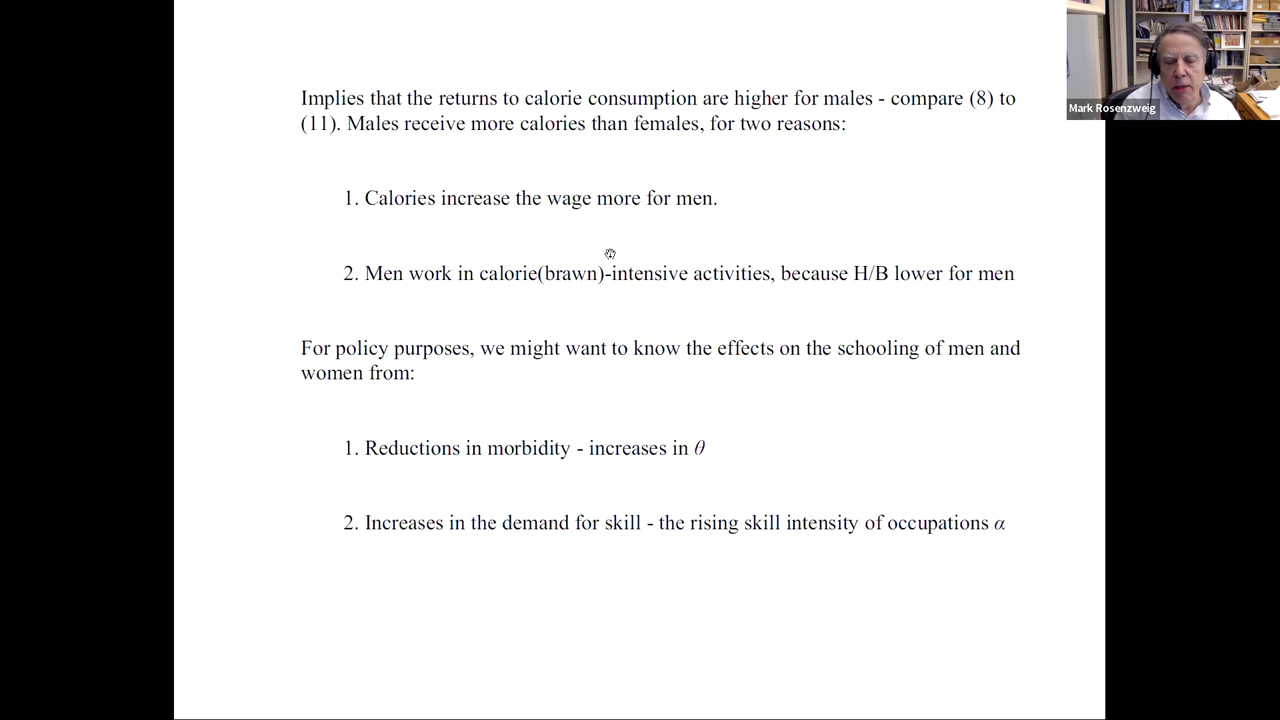 Implies that the returns to calorie consumption are higher for males - compare (8) to
(11). Males receive more calories than females, for two reasons:
1. Calories increase the wage more for men.
2. Men work in calorie(brawn)-intensive activities, because H/B lower for men
For policy purposes, we might want to know the effects on the schooling of men and
women from:
1. Reductions in morbidity - increases in θ
2. Increases in the demand for skill - the rising skill intensity of occupations α
Mark Rosenzweig